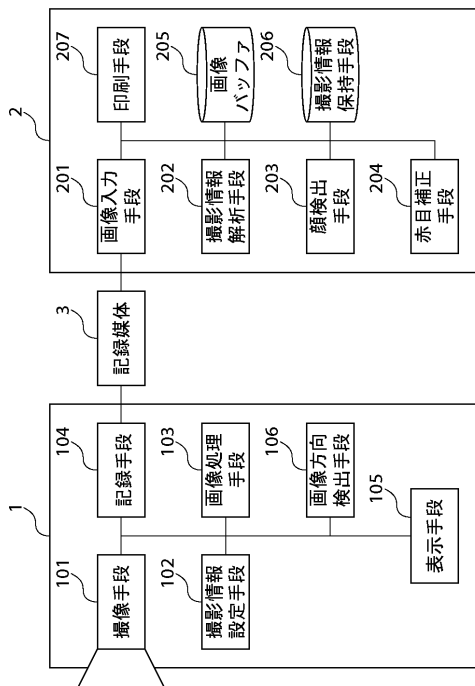 1
101
撮像手段
104
記録手段
102
撮影情報
設定手段
103
画像処理
手段
106
画像方向
検出手段
105
表示手段
3
記録媒体
2
201
画像入力
手段
207
印刷手段
202
撮影情報
解析手段
205
画像
バッファ
203
顔検出
手段
206
撮影情報
保持手段
204
赤目補正
手段